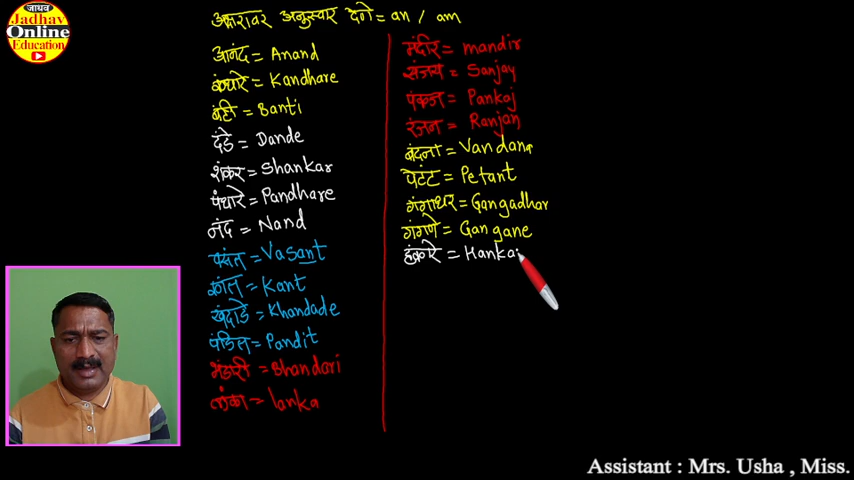 जाधव
Jadhav
Online
Education
अक्षरावर अनुस्वार देणे = an / am
आनंद = Anand
कंधारे = Kandhare
बंटी = Banti
दंडे = Dande
शंकर = Shankar
पंधारे = Pandhare
नंद = Nand
वसंत = Vasant
कांत = Kant
खंदाडे = Khandade
पंडित = Pandit
भंडारी = Bhandari
लंका = lanka
मंदीर = mandir
संजय = Sanjay
पंकज = Pankaj
रंजन = Ranjan
वंदना = Vandana
पेटंट = Petant
गंगाधर = Gangadhar
गंगणे = Gangane
हंकारे = Hanka
Assistant : Mrs. Usha , Miss.